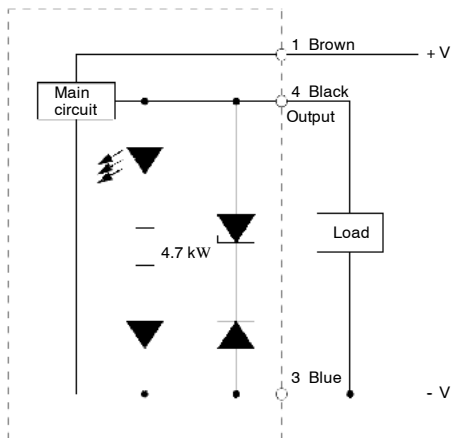 1 Brown
+ V
Main
circuit
4 Black
Output
4.7 kW
Load
3 Blue
- V